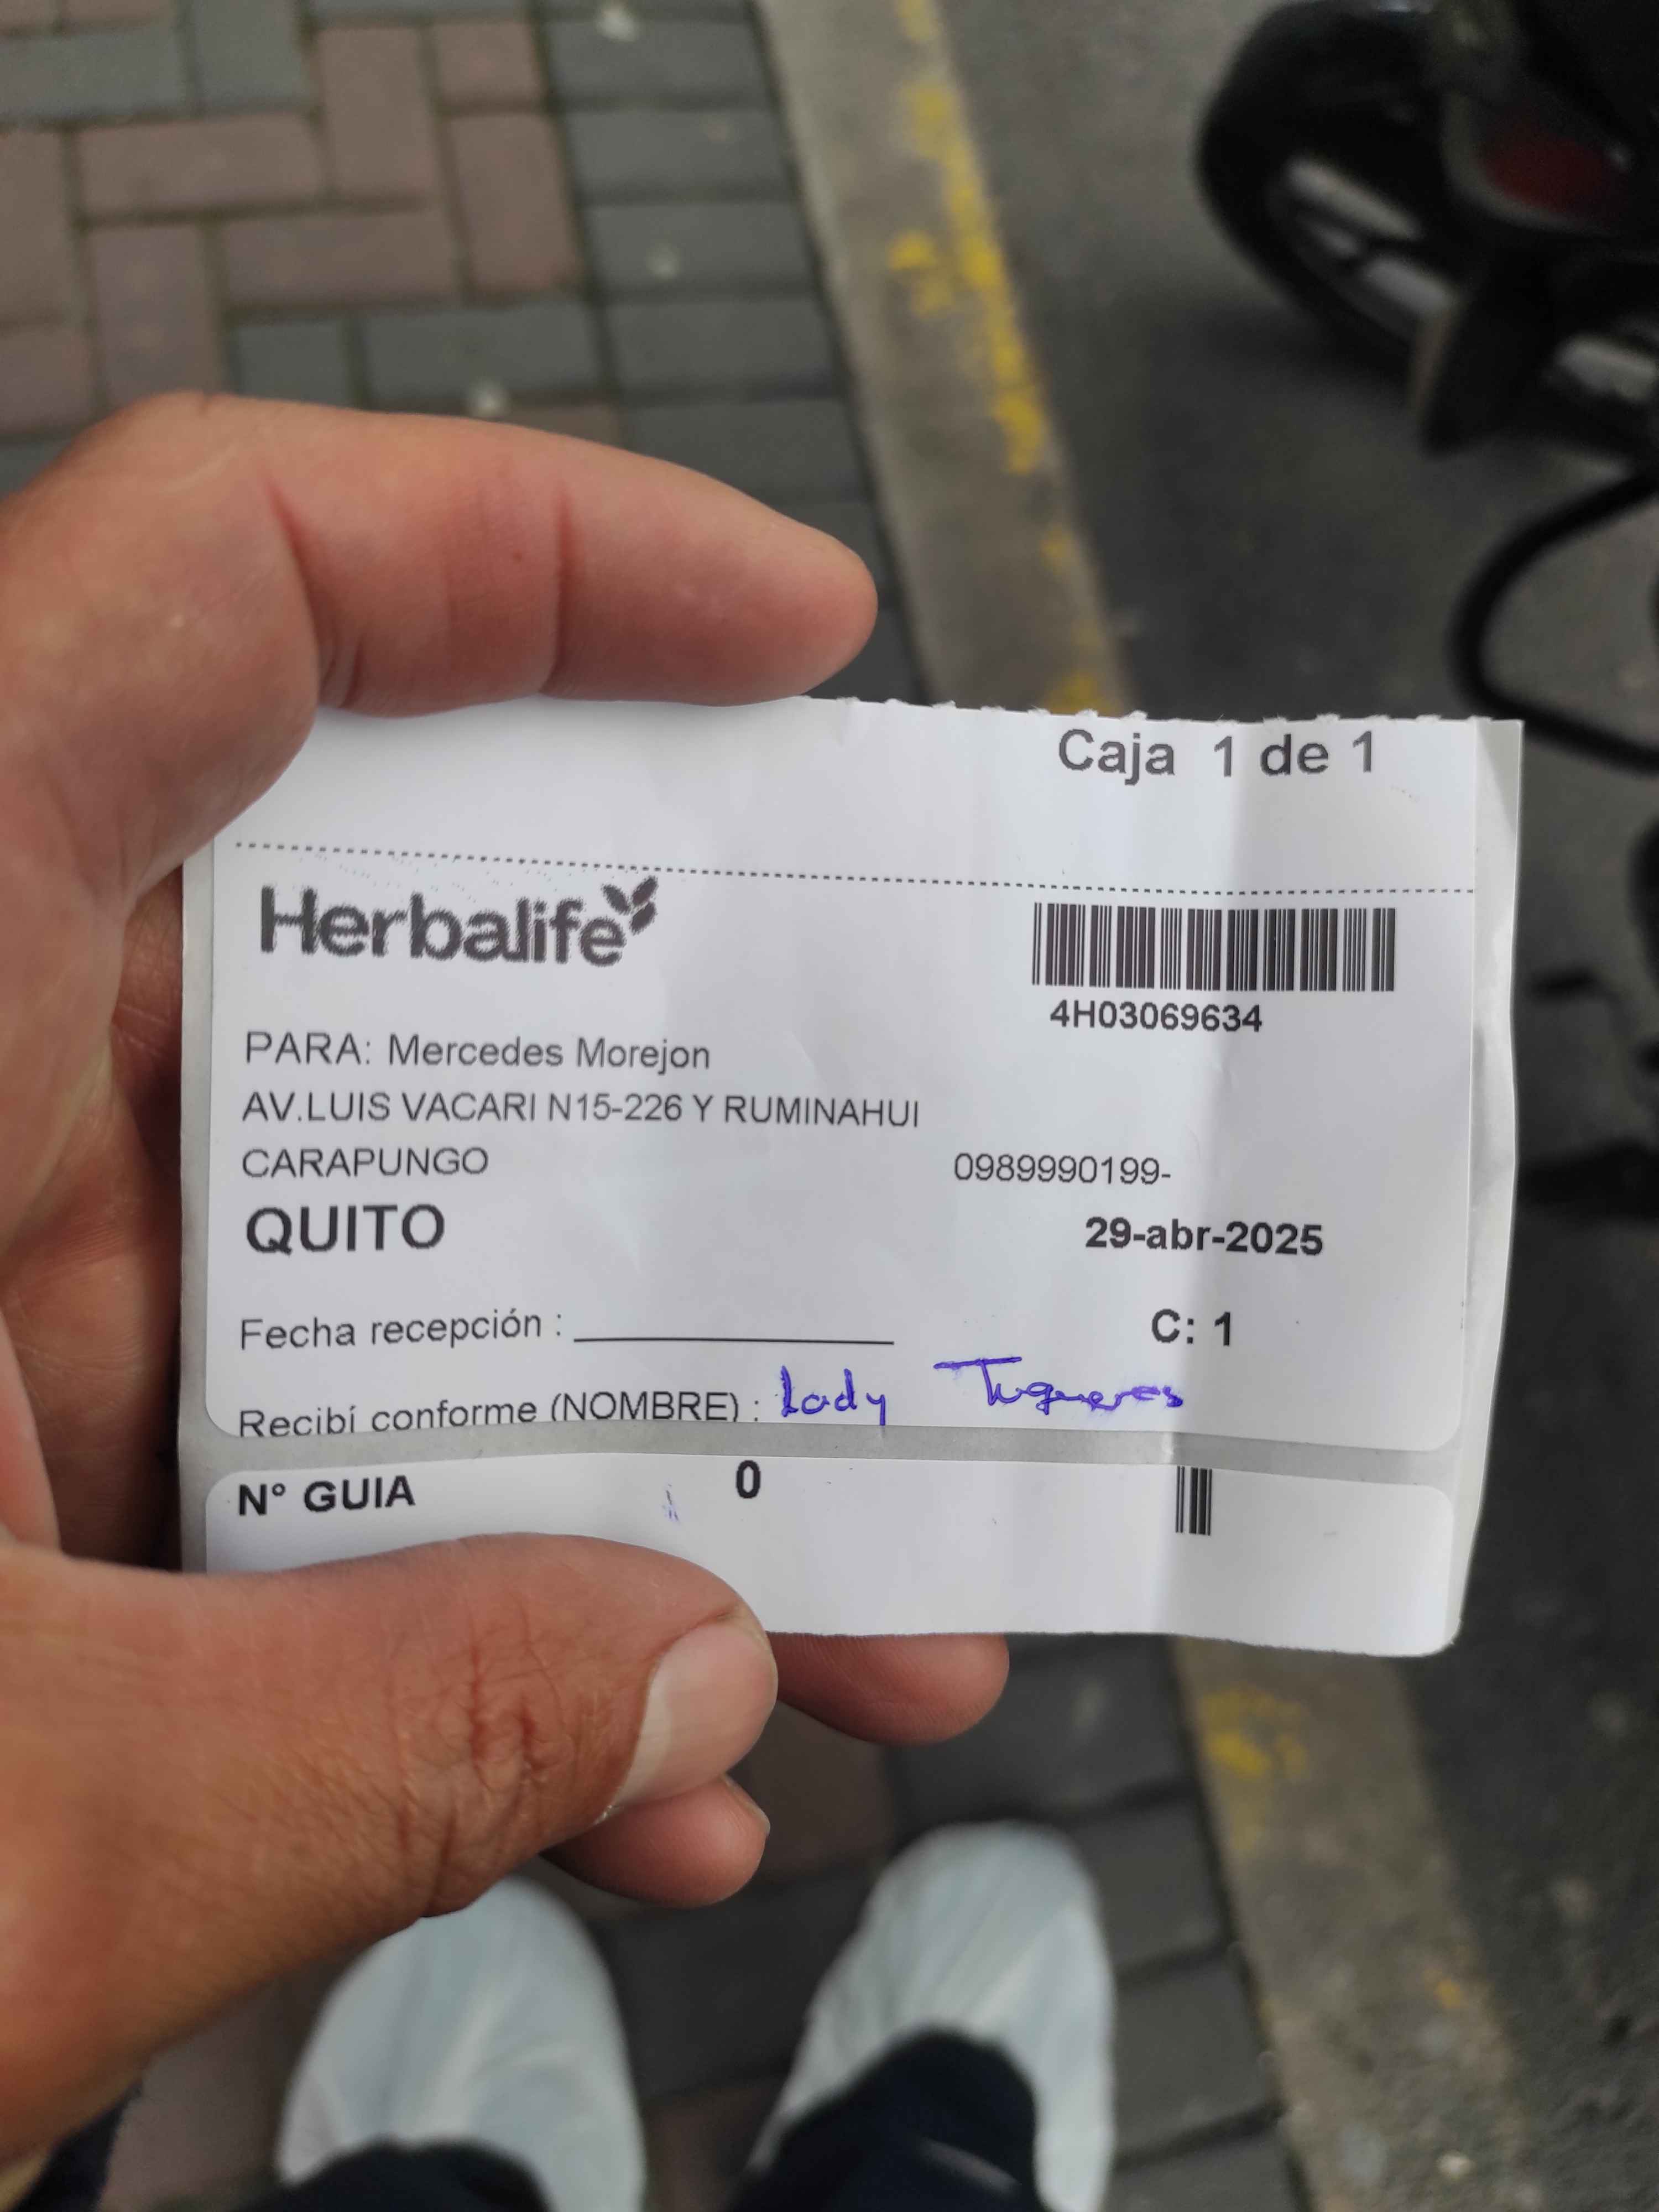 Caja 1 de 1
Herbalife
4H03069634
PARA: Mercedes Morejon
AV.LUIS VACARI N15-226 Y RUMINAHUI
CARAPUNGO 0989990199-
QUITO 29-abr-2025
Fecha recepción : C: 1
Recibí conforme (NOMBRE) : Lady
N° GUIA 0